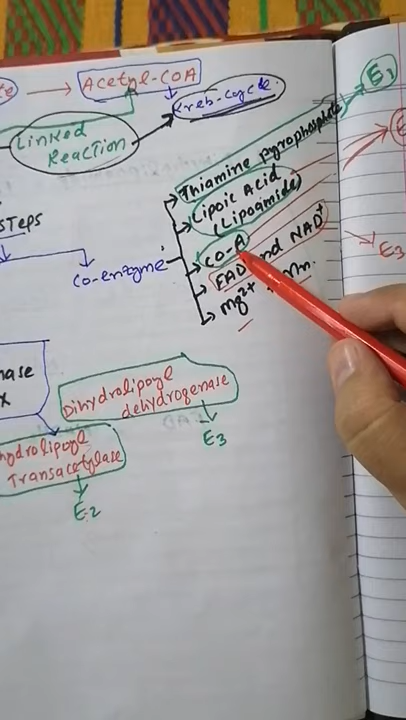 Acetyl-COA
Kreb-cycle.
Linked
Reaction
Thiamine pyrophosphate
E1
Lipoic Acid
(Lipoamide)
steps
co-enzyme
CO-A
FAD and NAD+
Mg2+
Mn.
E3
Dihydrolipoyl
dehydrogenase
E3
Transacetylase
E2